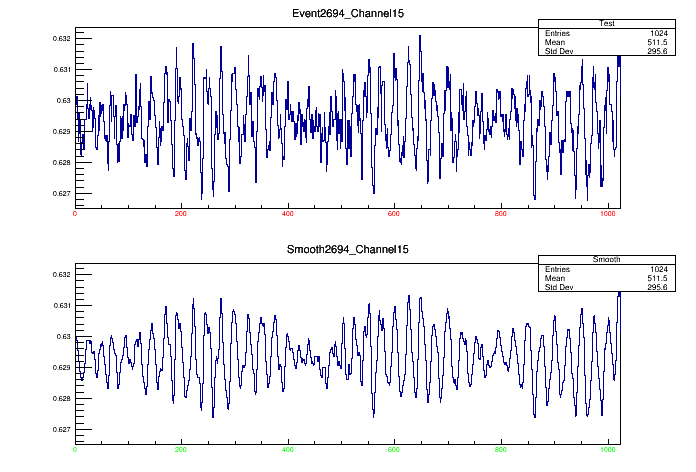 Event2694_Channel15
Test
Entries 1024
Mean 511.5
Std Dev 295.6
0.632
0.631
0.63
0.629
0.628
0.627
0 200 400 600 800 1000
Smooth2694_Channel15
Smooth
Entries 1024
Mean 511.5
Std Dev 295.6
0.632
0.631
0.63
0.629
0.628
0.627
0 200 400 600 800 1000